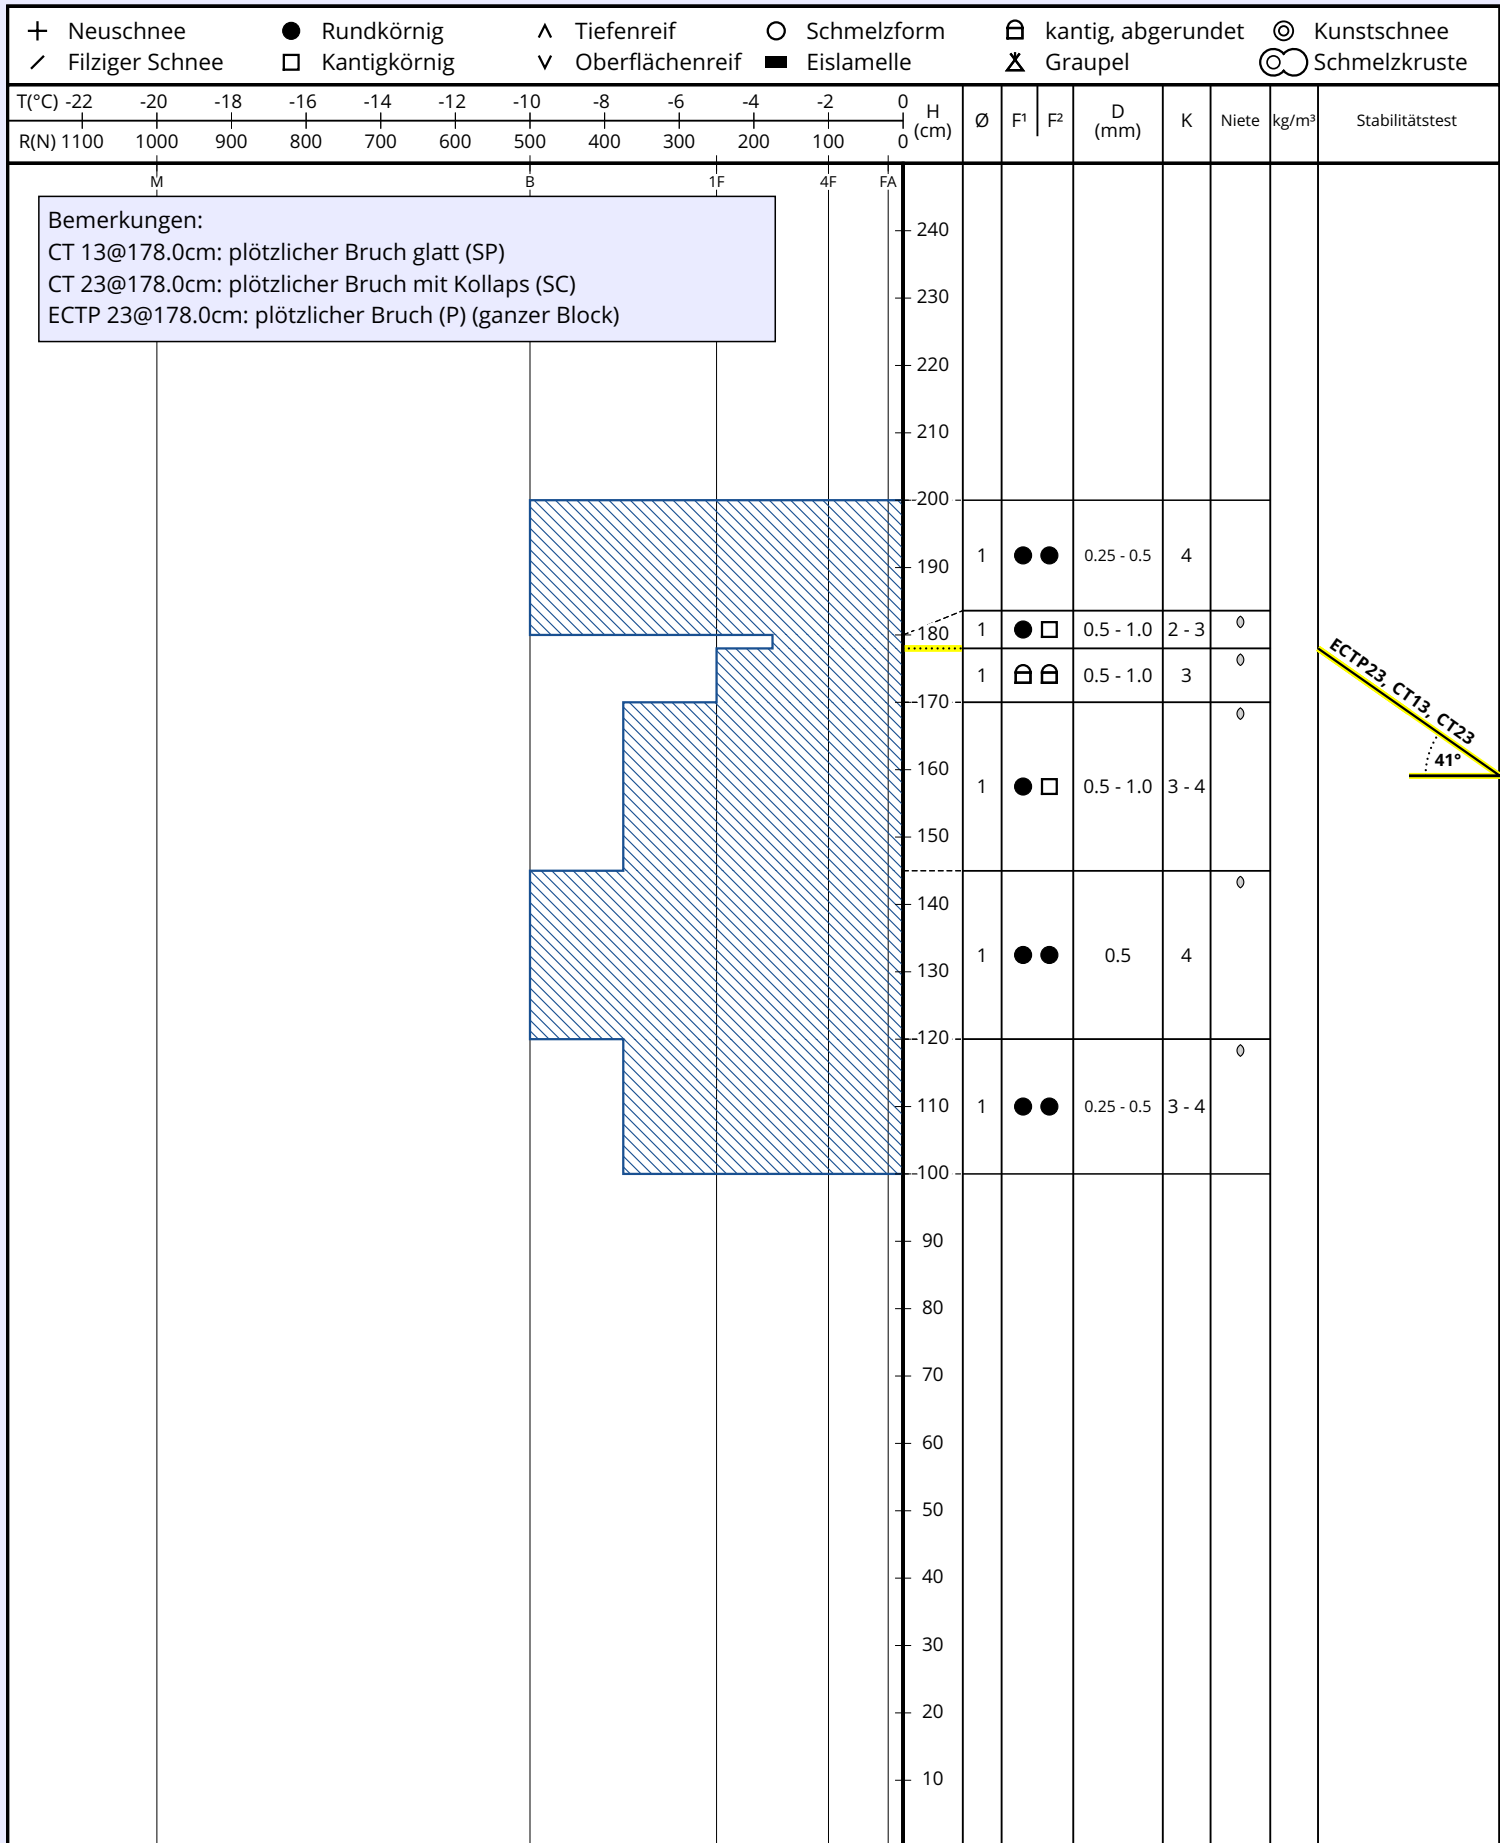 Neuschnee Rundkörnig Tiefenreif Schmelzform kantig, abgerundet Kunstschnee
Filziger Schnee Kantigkörnig Oberflächenreif Eislamelle Graupel Schmelzkruste
T(°C) -22 -20 -18 -16 -14 -12 -10 -8 -6 -4 -2 0
R(N) 1100 1000 900 800 700 600 500 400 300 200 100 0
H (cm) Ø F¹ F² D (mm) K Niete kg/m³ Stabilitätstest
M B 1F 4F FA
Bemerkungen:
CT 13@178.0cm: plötzlicher Bruch glatt (SP)
CT 23@178.0cm: plötzlicher Bruch mit Kollaps (SC)
ECTP 23@178.0cm: plötzlicher Bruch (P) (ganzer Block)
240
230
220
210
200
1 0.25 - 0.5 4
190
180 1 0.5 - 1.0 2 - 3
1 0.5 - 1.0 3
ECTP23, CT13, CT23
41°
170
160
1 0.5 - 1.0 3 - 4
150
140
1 0.5 4
130
120
110 1 0.25 - 0.5 3 - 4
100
90
80
70
60
50
40
30
20
10